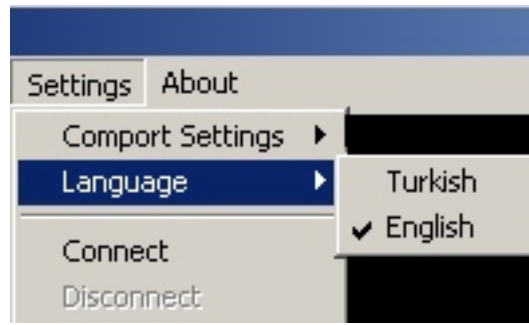 Settings About
Comport Settings
Language
Turkish
English
Connect
Disconnect